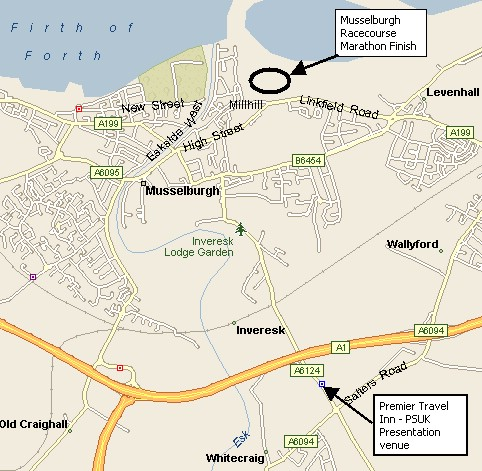 Firth of
Forth
Musselburgh
Racecourse
Marathon Finish
Levenhall
New Street
Millhill
Linkfield Road
A199
Eskside West
High Street
A199
B6454
A6095
Musselburgh
Inveresk
Lodge Garden
Wallyford
Inveresk
A1
A6094
A6124
Salters Road
Premier Travel
Inn - PSUK
Presentation
venue
Old Craighall
Esk
A6094
Whitecraig